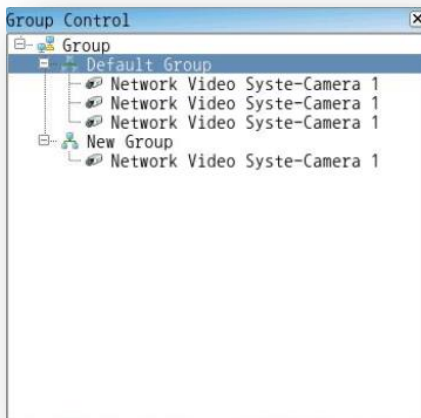 Group Control
Group
Default Group
Network Video Syste-Camera 1
Network Video Syste-Camera 1
Network Video Syste-Camera 1
New Group
Network Video Syste-Camera 1